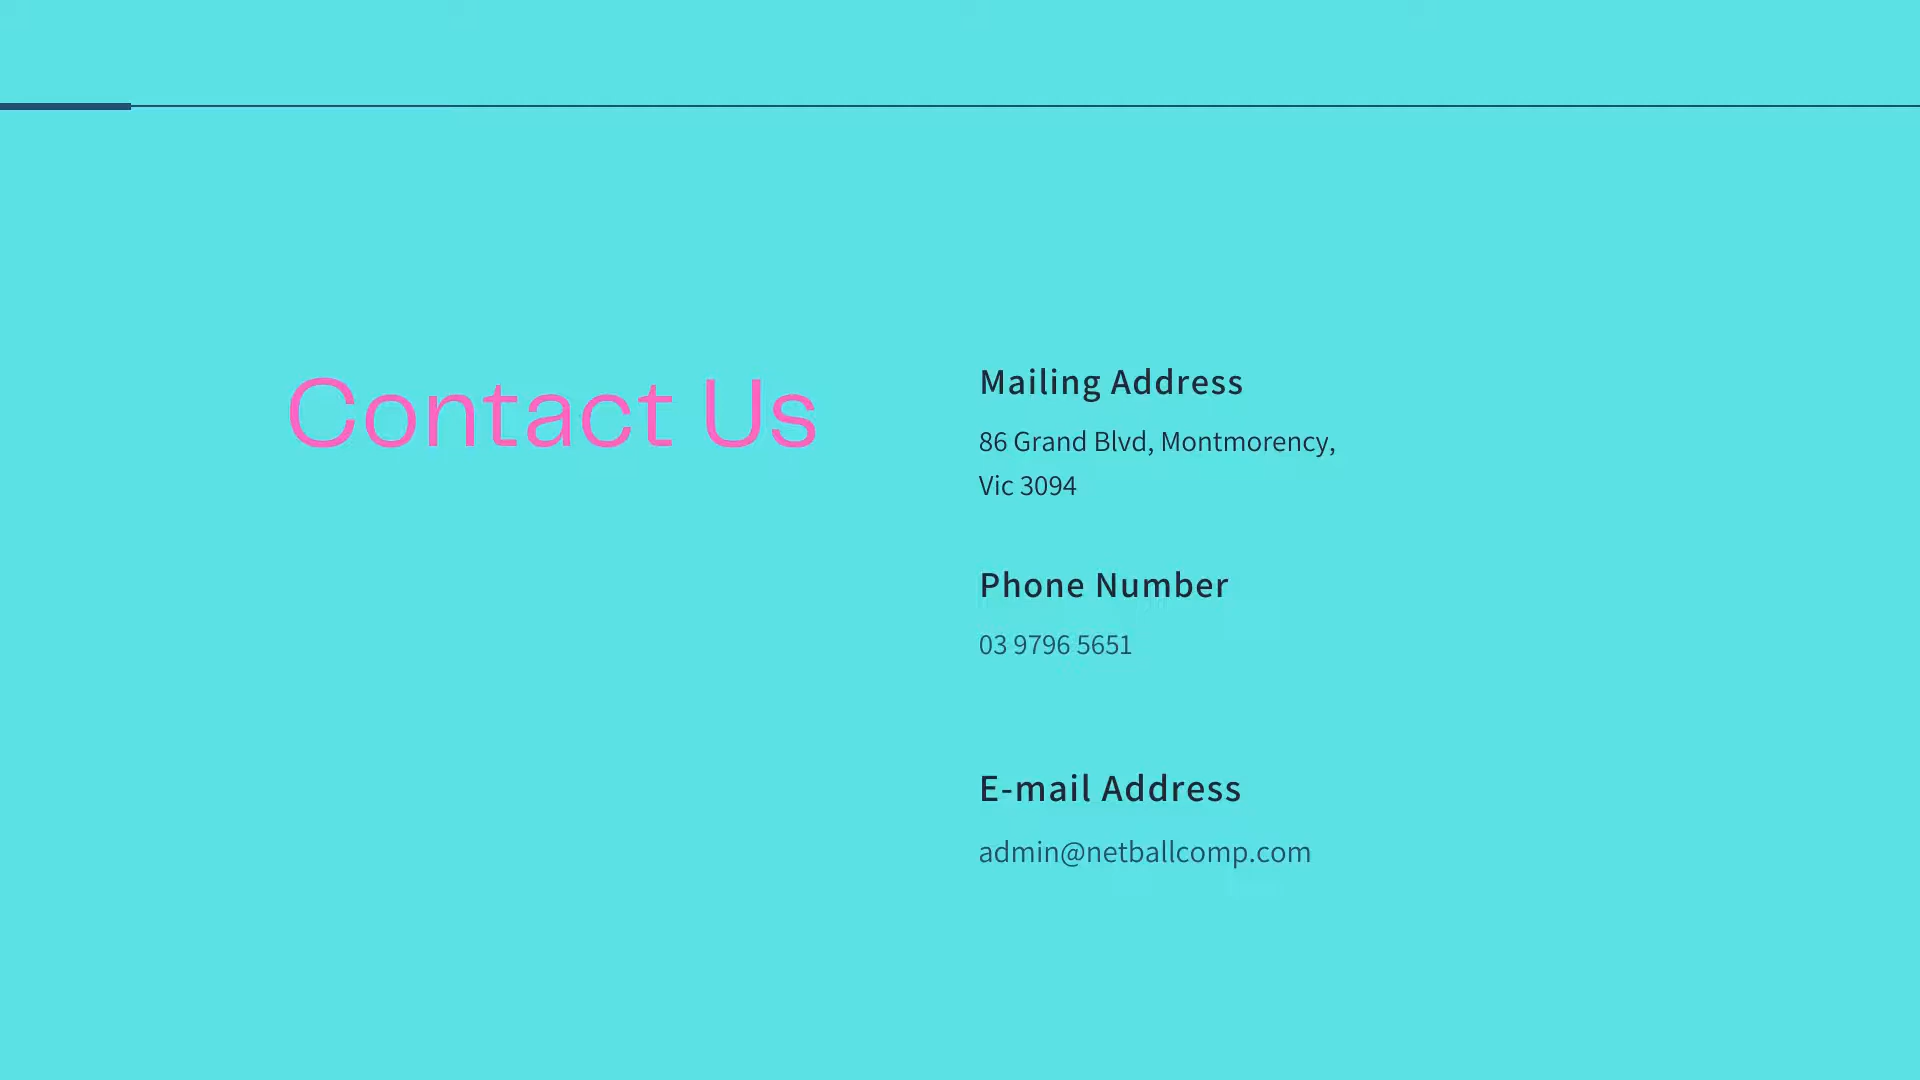 Contact Us
Mailing Address
86 Grand Blvd, Montmorency,
Vic 3094
Phone Number
03 9796 5651
E-mail Address
admin@netballcomp.com